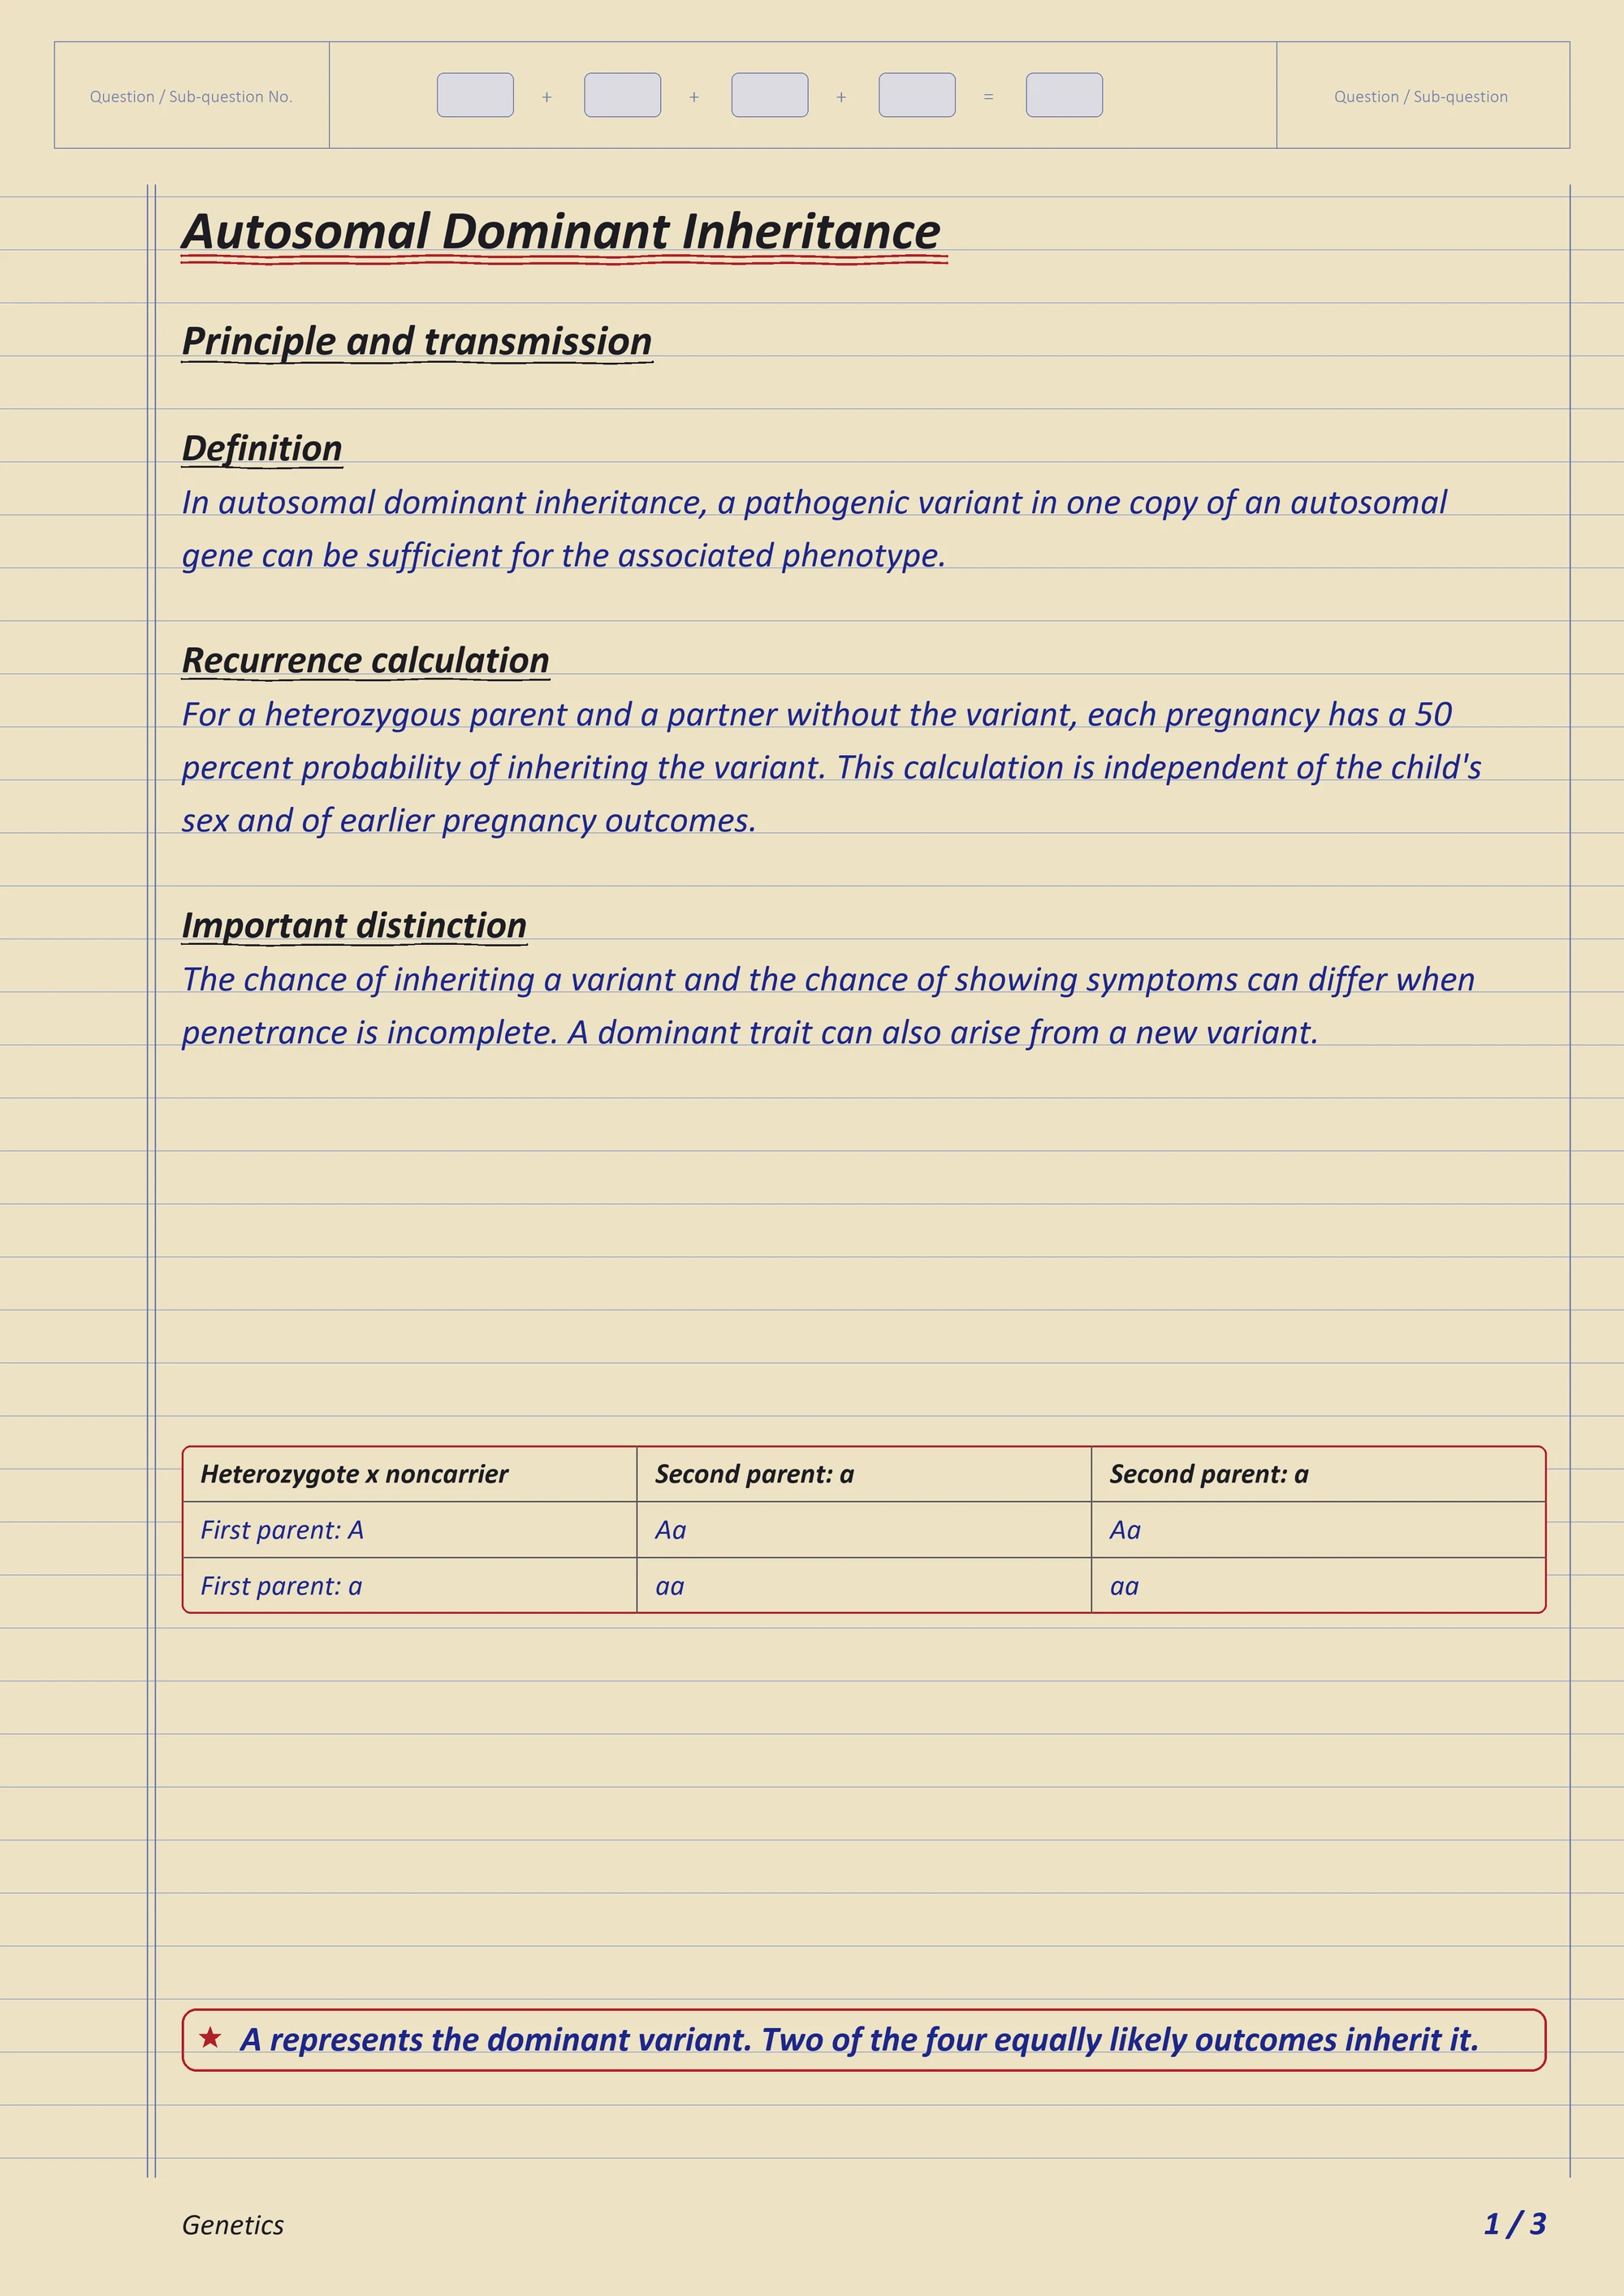 Question / Sub-question No.
+ + + =
Question / Sub-question
Autosomal Dominant Inheritance
Principle and transmission
Definition
In autosomal dominant inheritance, a pathogenic variant in one copy of an autosomal
gene can be sufficient for the associated phenotype.
Recurrence calculation
For a heterozygous parent and a partner without the variant, each pregnancy has a 50
percent probability of inheriting the variant. This calculation is independent of the child's
sex and of earlier pregnancy outcomes.
Important distinction
The chance of inheriting a variant and the chance of showing symptoms can differ when
penetrance is incomplete. A dominant trait can also arise from a new variant.
Heterozygote x noncarrier Second parent: a Second parent: a
First parent: A Aa Aa
First parent: a aa aa
★ A represents the dominant variant. Two of the four equally likely outcomes inherit it.
Genetics 1 / 3